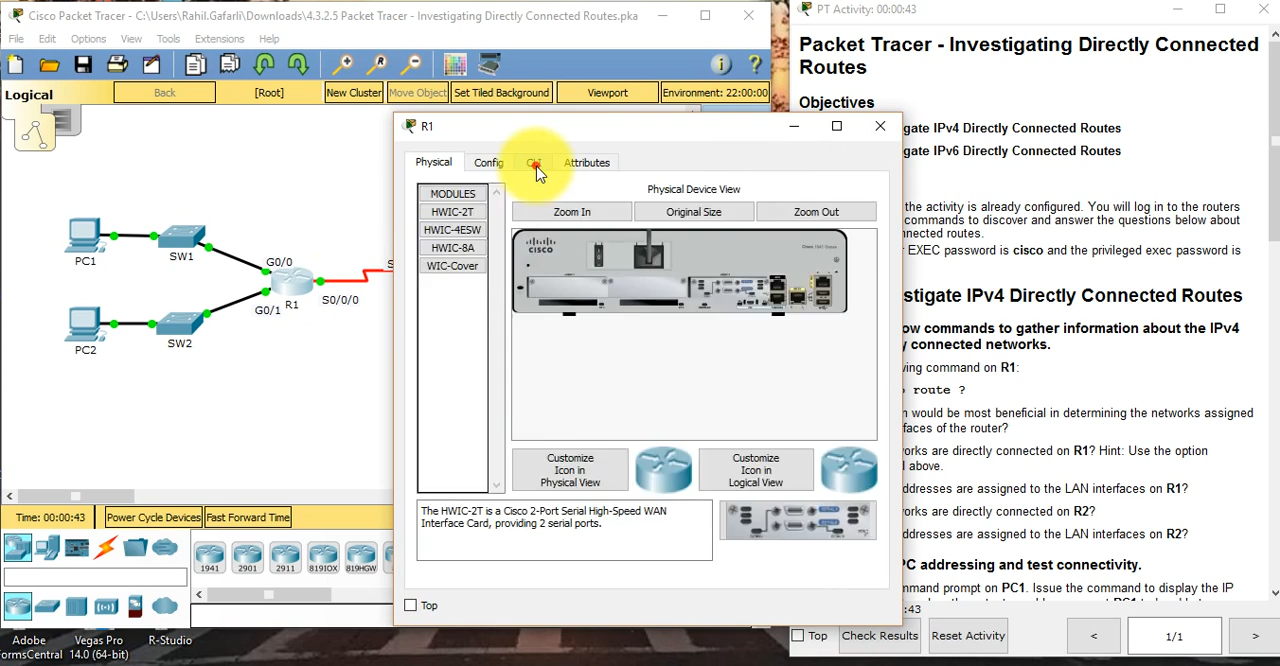 Cisco Packet Tracer - C:\Users\Rahil.Gafarli\Downloads\4.3.2.5 Packet Tracer - Investigating Directly Connected Routes.pka
File Edit Options View Tools Extensions Help
Logical
Back
[Root]
New Cluster
Move Object
Set Tiled Background
Viewport
Environment: 22:00:00
PC1
SW1
G0/0
R1
S0/0/0
G0/1
PC2
SW2
Time: 00:00:43
Power Cycle Devices
Fast Forward Time
1941
2901
2911
819IOX
819HGW
Adobe
FormsCentral
Vegas Pro
14.0 (64-bit)
R-Studio
R1
Physical
Config
CLI
Attributes
MODULES
HWIC-2T
HWIC-4ESW
HWIC-8A
WIC-Cover
Physical Device View
Zoom In
Original Size
Zoom Out
CISCO
Customize
Icon in
Physical View
Customize
Icon in
Logical View
The HWIC-2T is a Cisco 2-Port Serial High-Speed WAN
Interface Card, providing 2 serial ports.
Top
PT Activity: 00:00:43
Packet Tracer - Investigating Directly Connected
Routes
Objectives
gate IPv4 Directly Connected Routes
gate IPv6 Directly Connected Routes
the activity is already configured. You will log in to the routers
commands to discover and answer the questions below about
nnected routes.
r EXEC password is cisco and the privileged exec password is
stigate IPv4 Directly Connected Routes
ow commands to gather information about the IPv4
y connected networks.
wing command on R1:
route ?
n would be most beneficial in determining the networks assigned
rfaces of the router?
orks are directly connected on R1? Hint: Use the option
d above.
addresses are assigned to the LAN interfaces on R1?
orks are directly connected on R2?
addresses are assigned to the LAN interfaces on R2?
PC addressing and test connectivity.
mmand prompt on PC1. Issue the command to display the IP
:43
Top
Check Results
Reset Activity
<
1/1
>